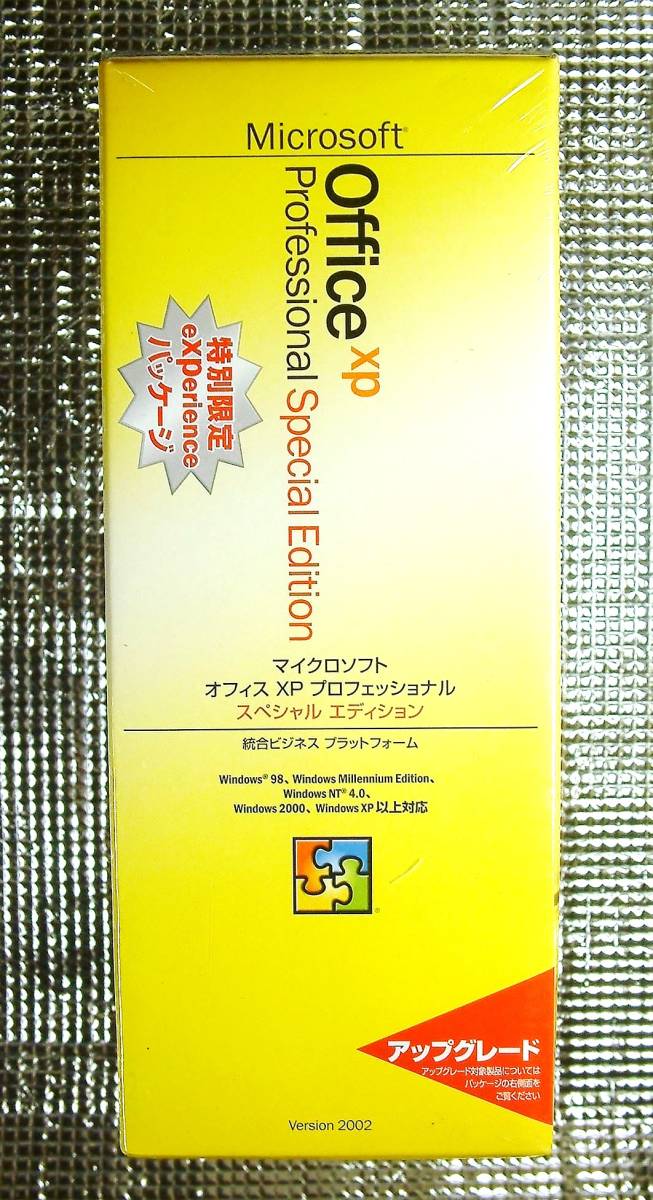 Microsoft®
Office xp
Professional Special Edition
特別限定
eXPerience
パッケージ
マイクロソフト
オフィス XP プロフェッショナル
スペシャル エディション
統合ビジネス プラットフォーム
Windows® 98、Windows Millennium Edition、
Windows NT® 4.0、
Windows 2000、Windows XP 以上対応
®
アップグレード
アップグレード対象製品については
パッケージの右側面を
ご覧ください
Version 2002